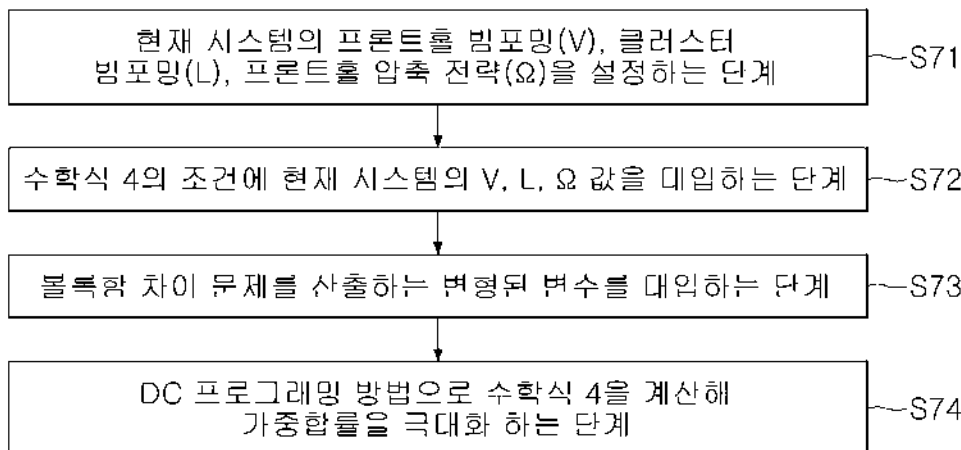 현재 시스템의 프론트홀 빔포밍(V), 클러스터
빔포밍(L), 프론트홀 압축 전략(Ω)을 설정하는 단계
S71
수학식 4의 조건에 현재 시스템의 V, L, Ω 값을 대입하는 단계
S72
볼록함 차이 문제를 산출하는 변형된 변수를 대입하는 단계
S73
DC 프로그래밍 방법으로 수학식 4을 계산해
가중합률을 극대화 하는 단계
S74